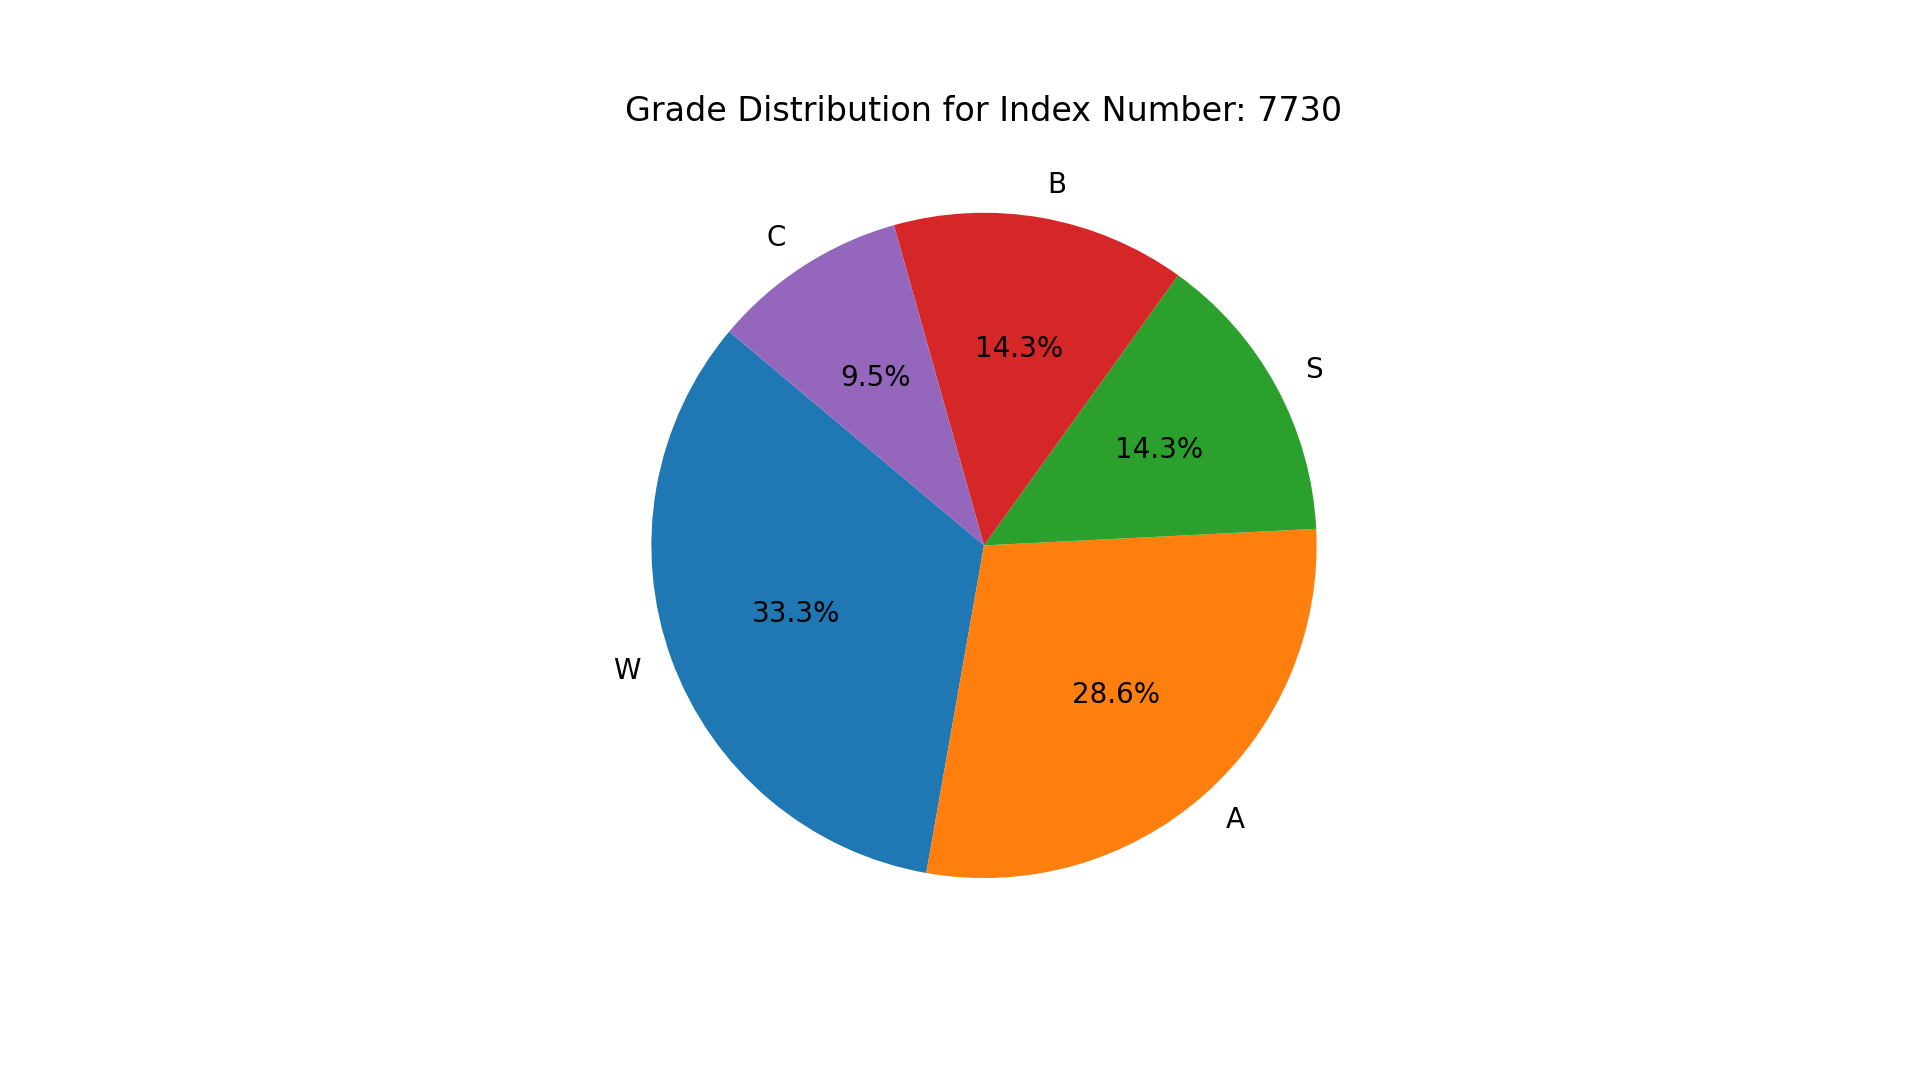 Grade Distribution for Index Number: 7730
B
C
S
14.3%
9.5%
14.3%
33.3%
W
28.6%
A